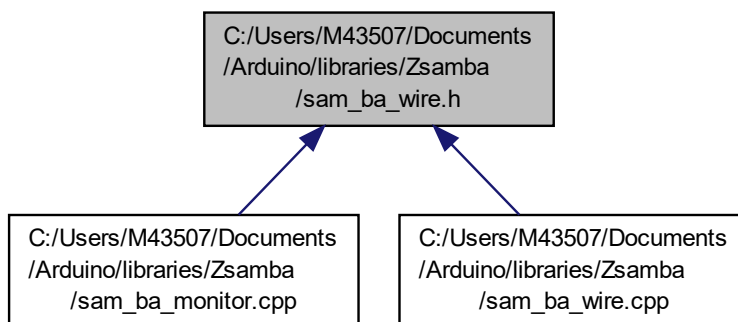 C:/Users/M43507/Documents
/Arduino/libraries/Zsamba
/sam_ba_wire.h
C:/Users/M43507/Documents
/Arduino/libraries/Zsamba
/sam_ba_monitor.cpp
C:/Users/M43507/Documents
/Arduino/libraries/Zsamba
/sam_ba_wire.cpp